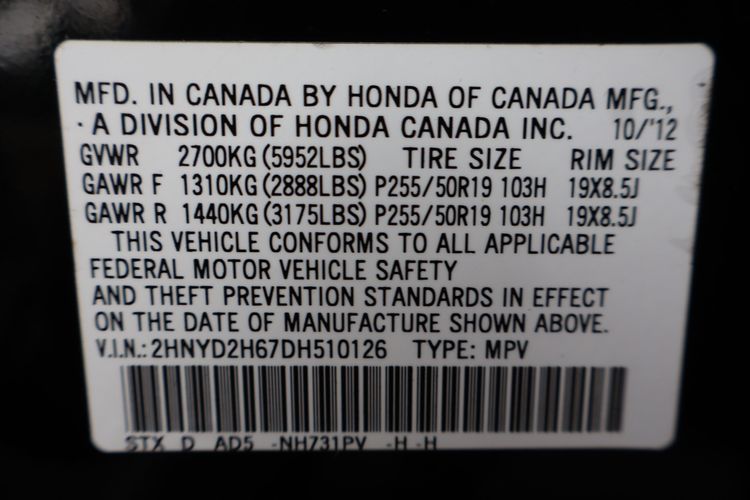 MFD. IN CANADA BY HONDA OF CANADA MFG.,
· A DIVISION OF HONDA CANADA INC. 10/'12
GVWR 2700KG (5952LBS) TIRE SIZE RIM SIZE
GAWR F 1310KG (2888LBS) P255/50R19 103H 19X8.5J
GAWR R 1440KG (3175LBS) P255/50R19 103H 19X8.5J
THIS VEHICLE CONFORMS TO ALL APPLICABLE
FEDERAL MOTOR VEHICLE SAFETY
AND THEFT PREVENTION STANDARDS IN EFFECT
ON THE DATE OF MANUFACTURE SHOWN ABOVE.
V.I.N.: 2HNYD2H67DH510126 TYPE: MPV
STX D AD5 -NH731PV -H -H